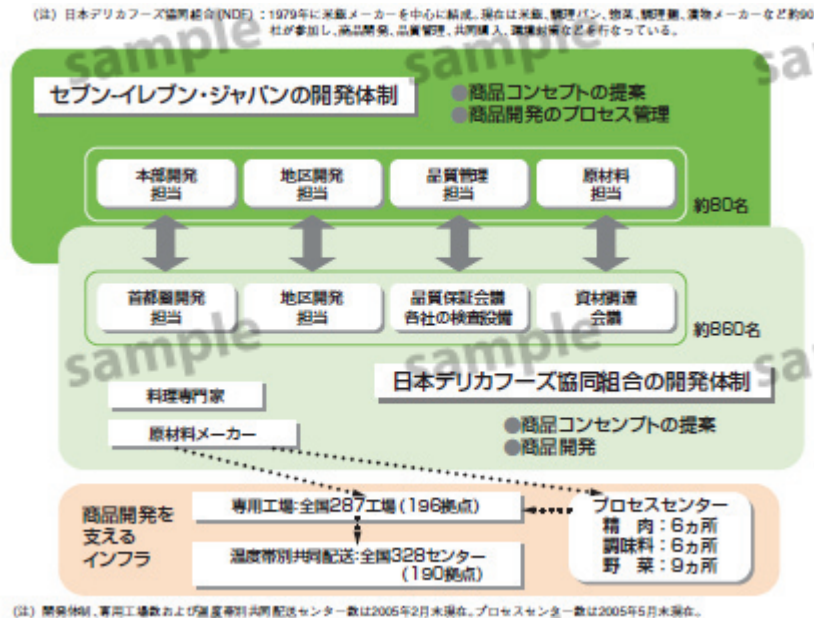 (注) 日本デリカフーズ協同組合(NDF)：1979年に米飯メーカーを中心に結成。現在は米飯、調理パン、惣菜、調理麺、漬物メーカーなど約90
社が参加し、商品開発、品質管理、共同購入、環境対策などを行なっている。
sample
sample
sa
セブン-イレブン・ジャパンの開発体制
●商品コンセプトの提案
●商品開発のプロセス管理
本部開発
担当
地区開発
担当
品質管理
担当
原材料
担当
約80名
首都圏開発
担当
地区開発
担当
品質保証会議
各社の検査設備
資材調達
会議
約860名
sample
sample
sa
日本デリカフーズ協同組合の開発体制
料理専門家
原材料メーカー
●商品コンセンプトの提案
●商品開発
商品開発を
支える
インフラ
専用工場:全国287工場(196拠点)
温度帯別共同配送:全国328センター
(190拠点)
プロセスセンター
精　肉：6ヵ所
調味料：6ヵ所
野　菜：9ヵ所
(注) 開発体制、専用工場数および温度帯別共同配送センター数は2005年2月末現在。プロセスセンター数は2005年5月末現在。